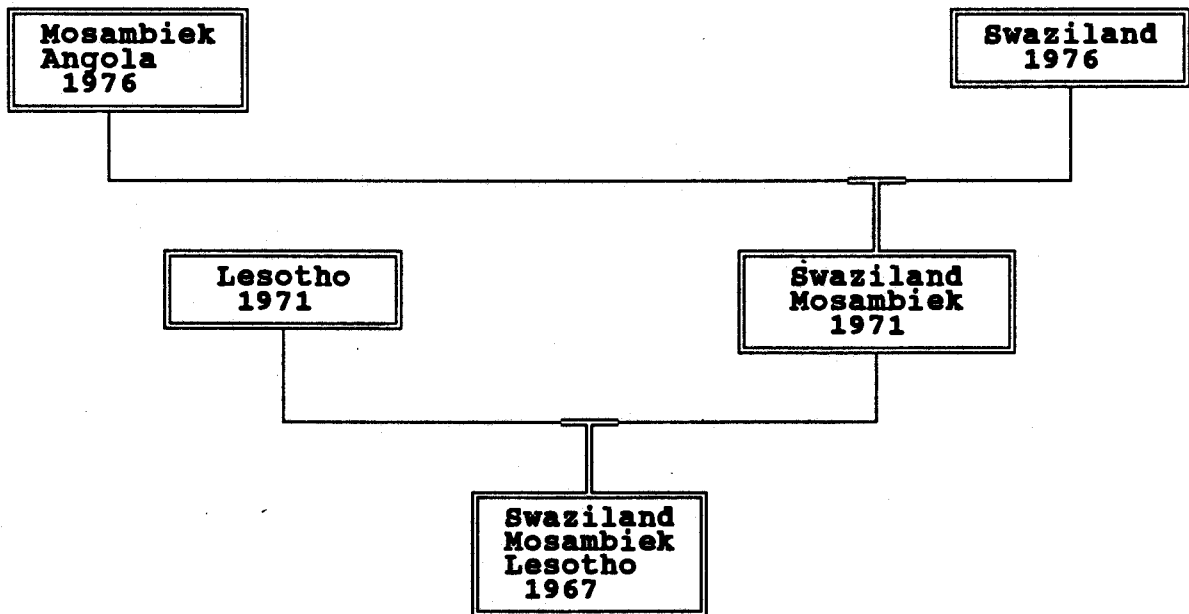 Mosambiek
Angola
1976
Swaziland
1976
Lesotho
1971
Swaziland
Mosambiek
1971
Swaziland
Mosambiek
Lesotho
1967